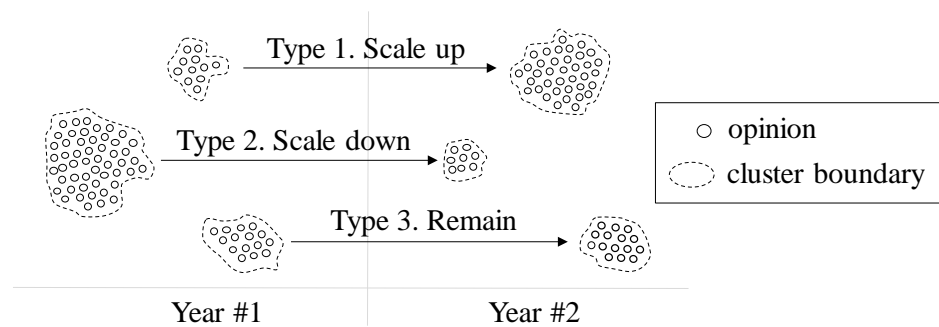 Type 1. Scale up
Type 2. Scale down
Type 3. Remain
opinion
cluster boundary
Year #1
Year #2